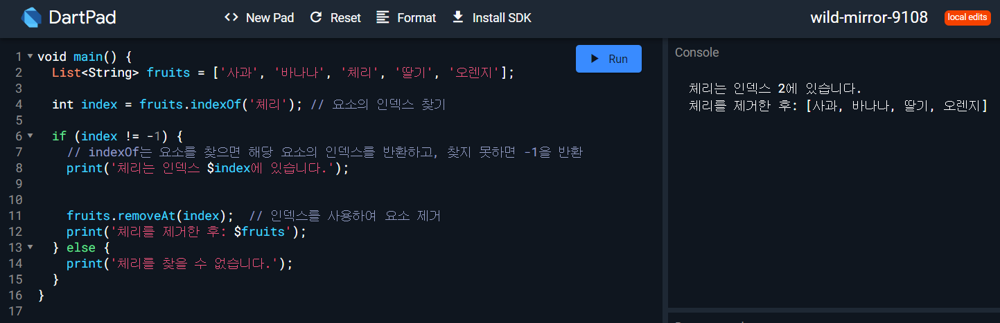 DartPad
<> New Pad Reset Format Install SDK
wild-mirror-9108 local edits
Run
1 void main() {
2 List<String> fruits = ['사과', '바나나', '체리', '딸기', '오렌지'];
3
4 int index = fruits.indexOf('체리'); // 요소의 인덱스 찾기
5
6 if (index != -1) {
7 // indexOf는 요소를 찾으면 해당 요소의 인덱스를 반환하고, 찾지 못하면 -1을 반환
8 print('체리는 인덱스 $index에 있습니다.');
9
10
11 fruits.removeAt(index);  // 인덱스를 사용하여 요소 제거
12 print('체리를 제거한 후: $fruits');
13 } else {
14 print('체리를 찾을 수 없습니다.');
15 }
16 }
17
Console
체리는 인덱스 2에 있습니다.
체리를 제거한 후: [사과, 바나나, 딸기, 오렌지]